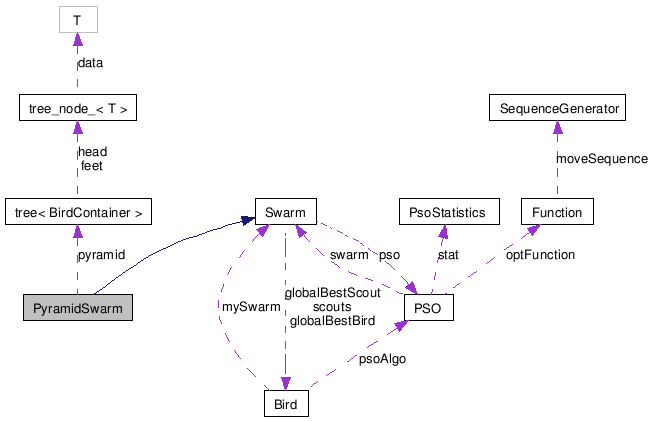 T
data
tree_node_< T >
SequenceGenerator
head
feet
moveSequence
tree< BirdContainer >
Swarm
PsoStatistics
Function
pyramid
swarm
pso
stat
optFunction
PyramidSwarm
mySwarm
globalBestScout
scouts
globalBestBird
PSO
psoAlgo
Bird